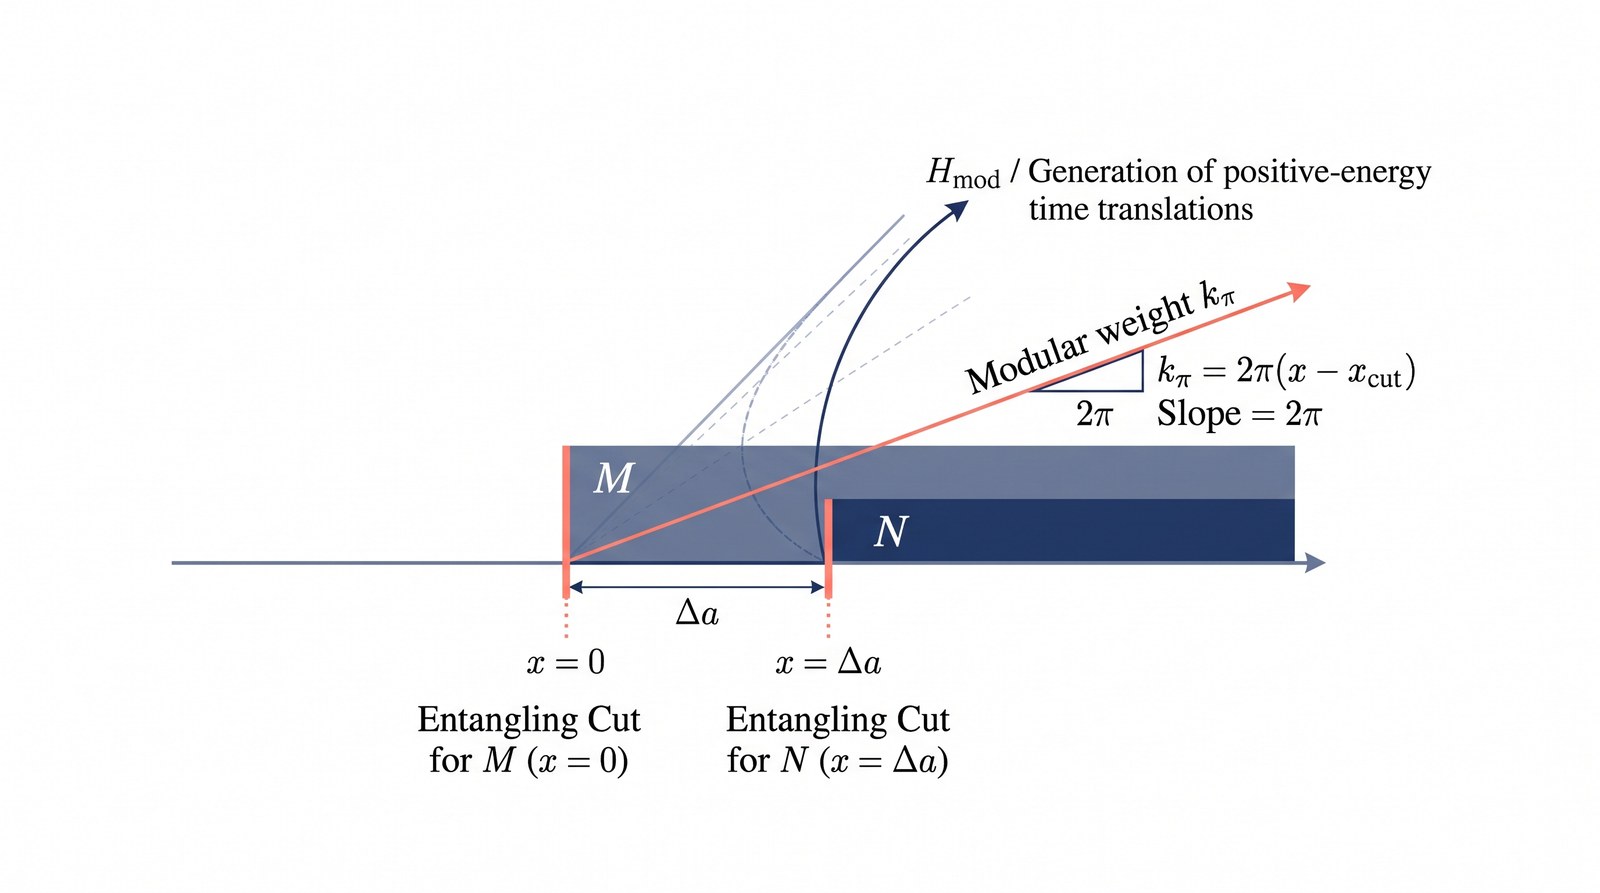 H_mod / Generation of positive-energy
time translations
Modular weight k_π
k_π = 2π(x − x_cut)
2π
Slope = 2π
M
N
Δa
x = 0
x = Δa
Entangling Cut
for M (x = 0)
Entangling Cut
for N (x = Δa)